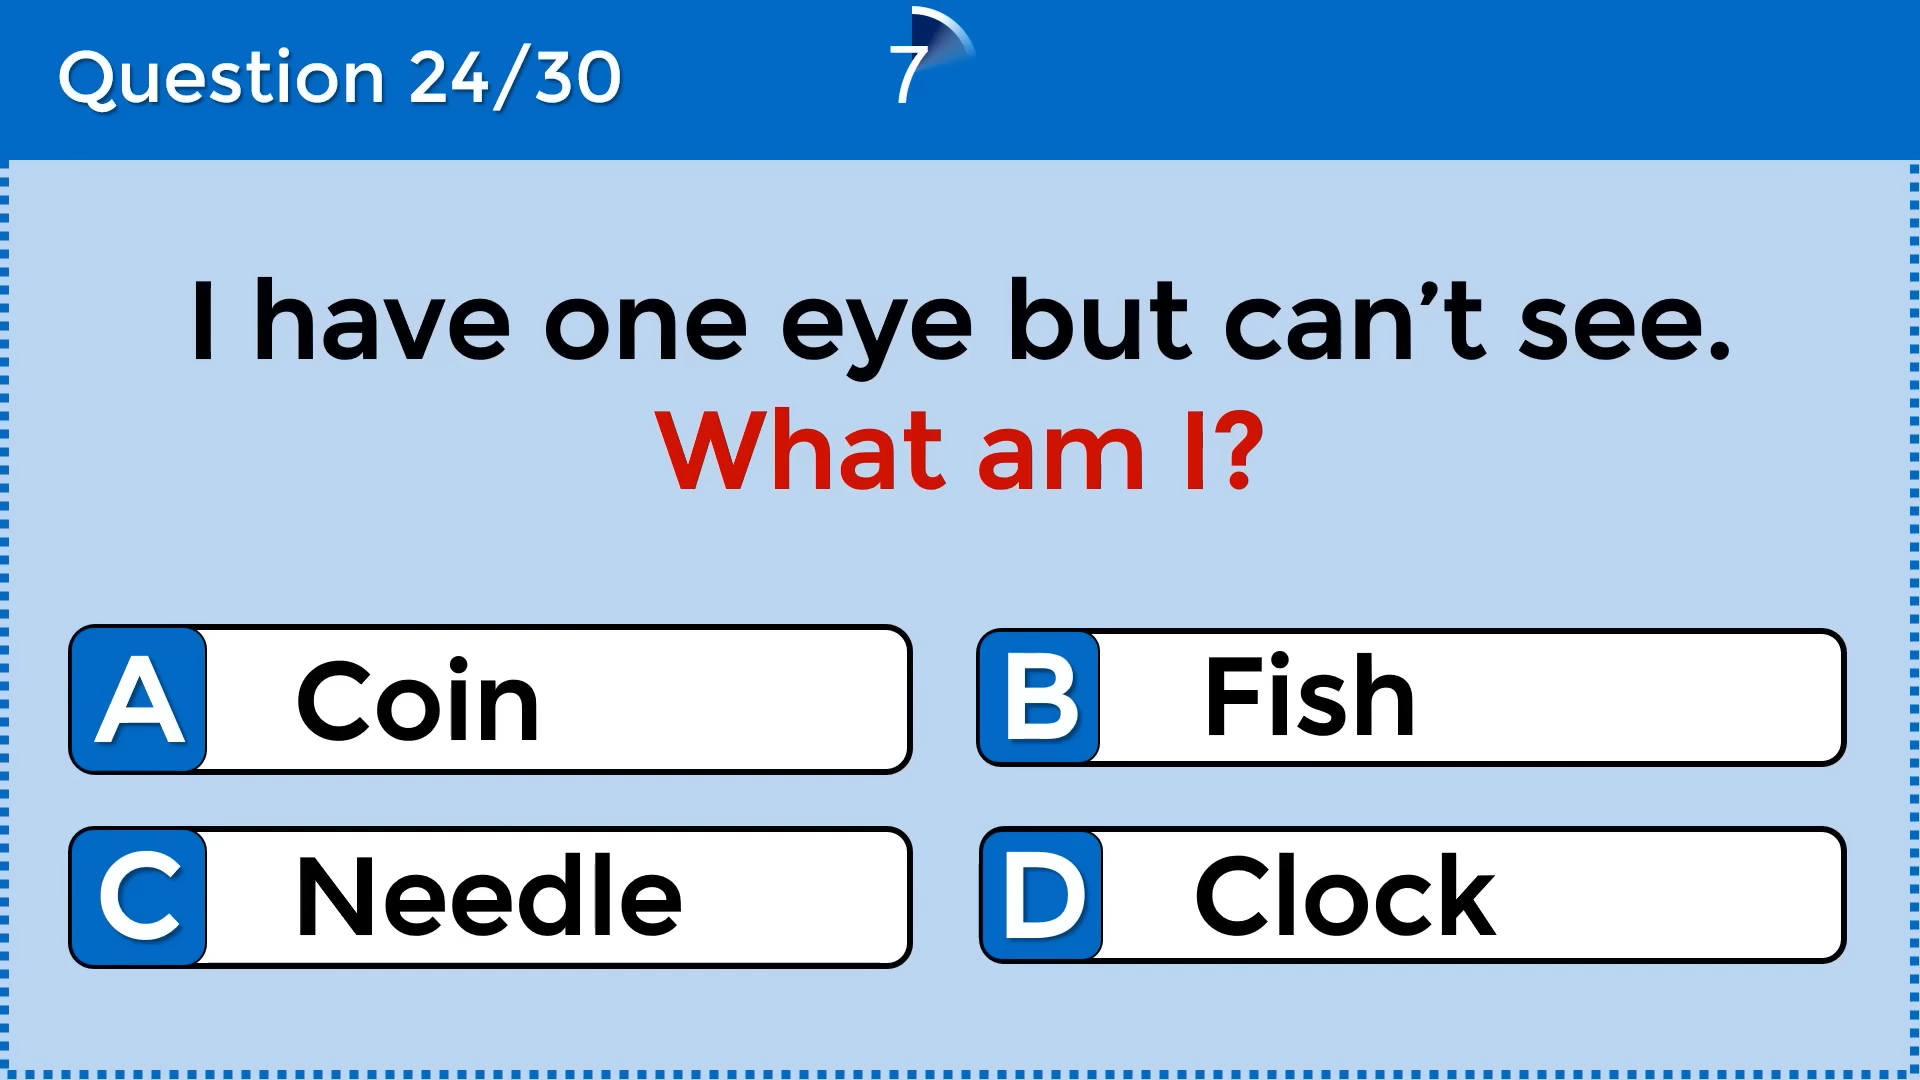 Question 24/30
7
I have one eye but can’t see.
What am I?
A Coin
B Fish
C Needle
D Clock